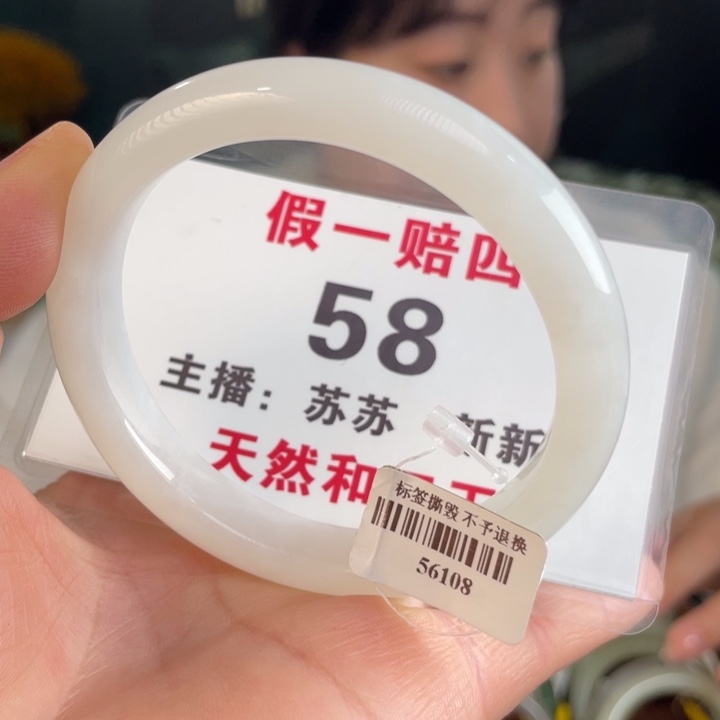 假一赔四
58
主播：苏苏 新新
天然和
标签撕毁 不予退换
56108